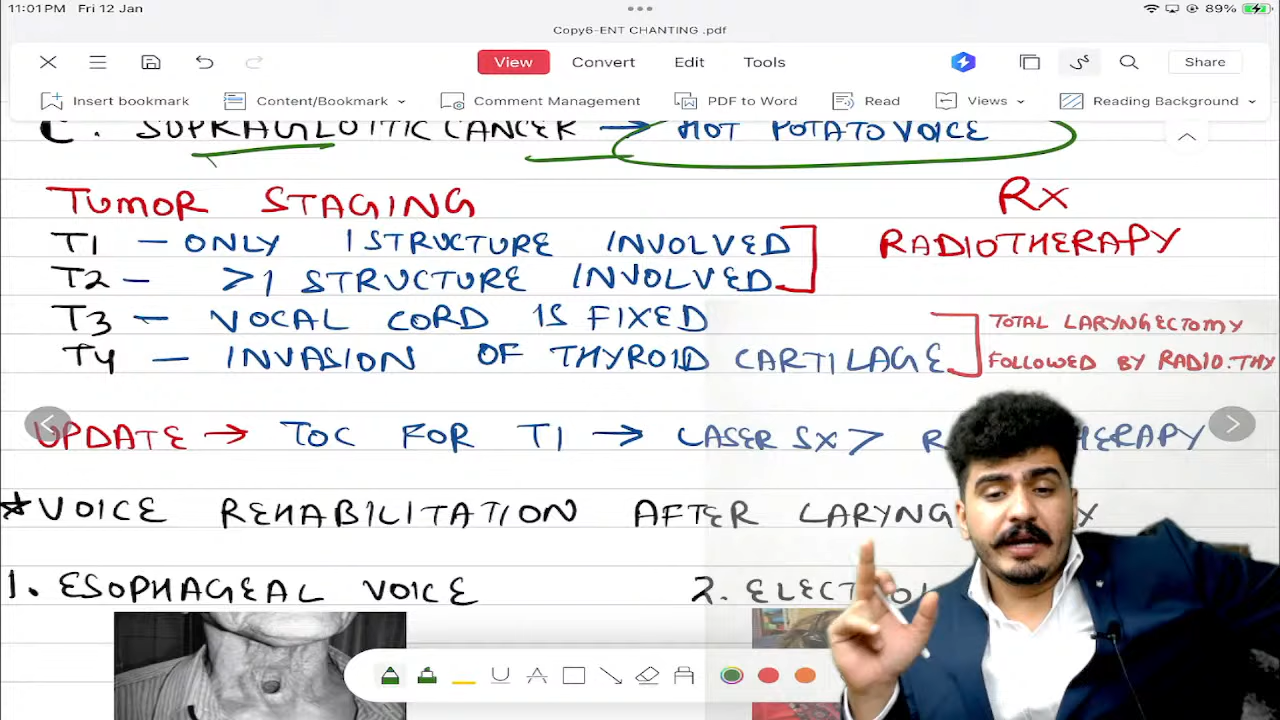 11:01PM Fri 12 Jan
89%
Copy6-ENT CHANTING .pdf
View Convert Edit Tools Share
Insert bookmark Content/Bookmark Comment Management PDF to Word Read Views Reading Background
C. SUPRAGLOTTIC CANCER → HOT POTATO VOICE
TUMOR STAGING RX
T1 - ONLY 1 STRUCTURE INVOLVED RADIOTHERAPY
T2 - >1 STRUCTURE INVOLVED
T3 - VOCAL CORD IS FIXED TOTAL LARYNGECTOMY
T4 - INVASION OF THYROID CARTILAGE FOLLOWED BY RADIO.THY
UPDATE → TOC FOR T1 → LASER SX >
*VOICE REHABILITATION AFTER
1. ESOPHAGEAL VOICE 2.